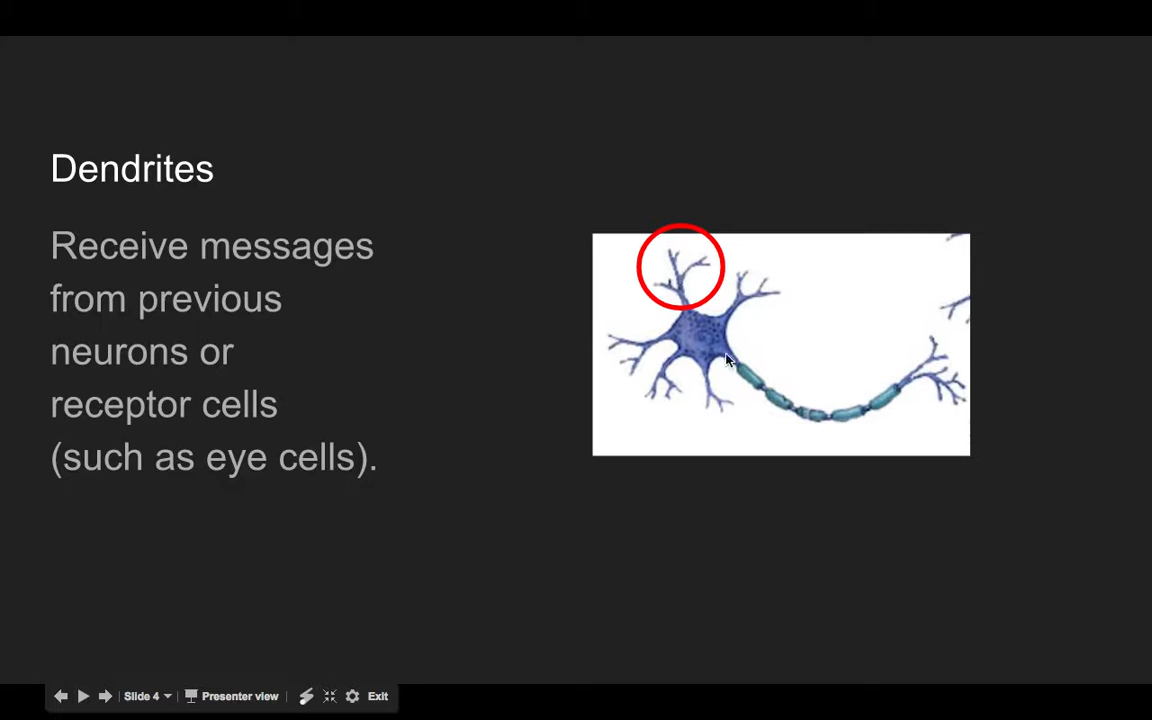 Dendrites
Receive messages
from previous
neurons or
receptor cells
(such as eye cells).
Slide 4
Presenter view
Exit